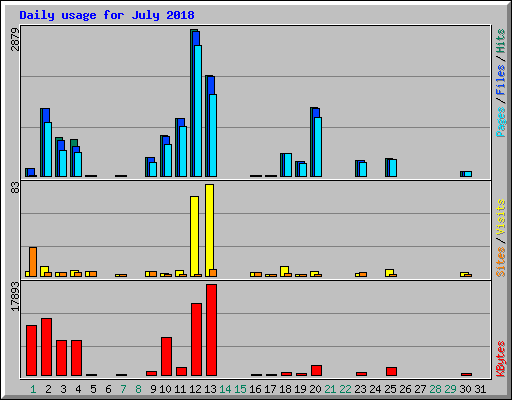 Daily usage for July 2018
2879
Pages / Files / Hits
83
Sites / Visits
17893
KBytes
1 2 3 4 5 6 7 8 9 10 11 12 13 14 15 16 17 18 19 20 21 22 23 24 25 26 27 28 29 30 31